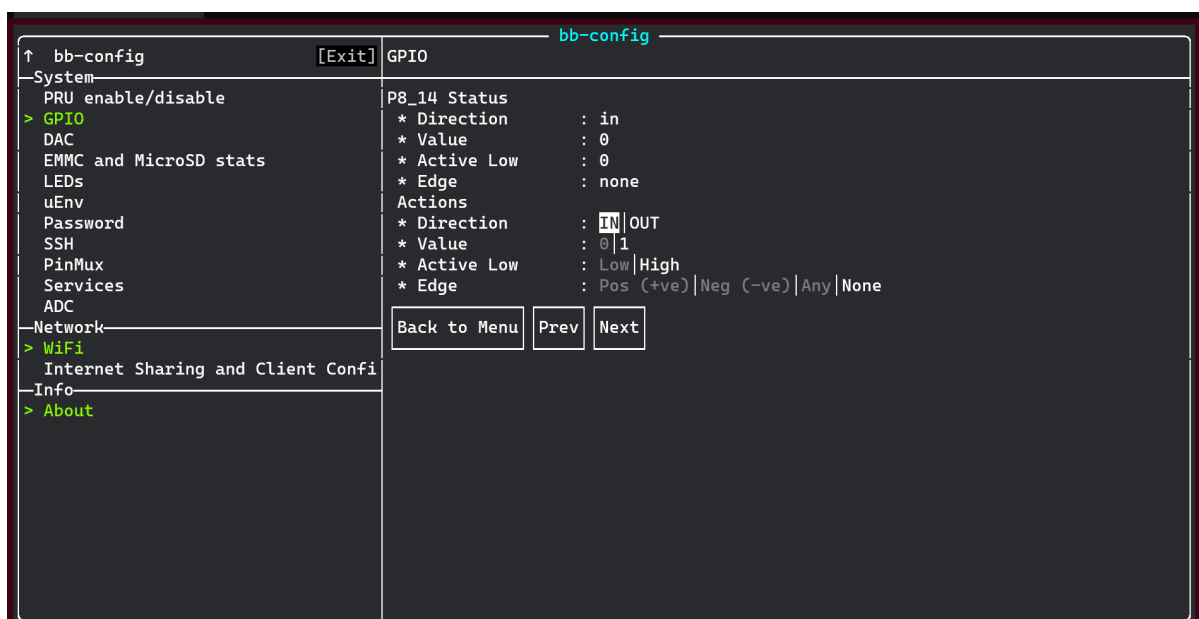 bb-config
↑ bb-config [Exit]
System
PRU enable/disable
> GPIO
DAC
EMMC and MicroSD stats
LEDs
uEnv
Password
SSH
PinMux
Services
ADC
Network
> WiFi
Internet Sharing and Client Confi
Info
> About
GPIO
P8_14 Status
* Direction : in
* Value : 0
* Active Low : 0
* Edge : none
Actions
* Direction : IN|OUT
* Value : 0|1
* Active Low : Low|High
* Edge : Pos (+ve)|Neg (-ve)|Any|None
Back to Menu Prev Next